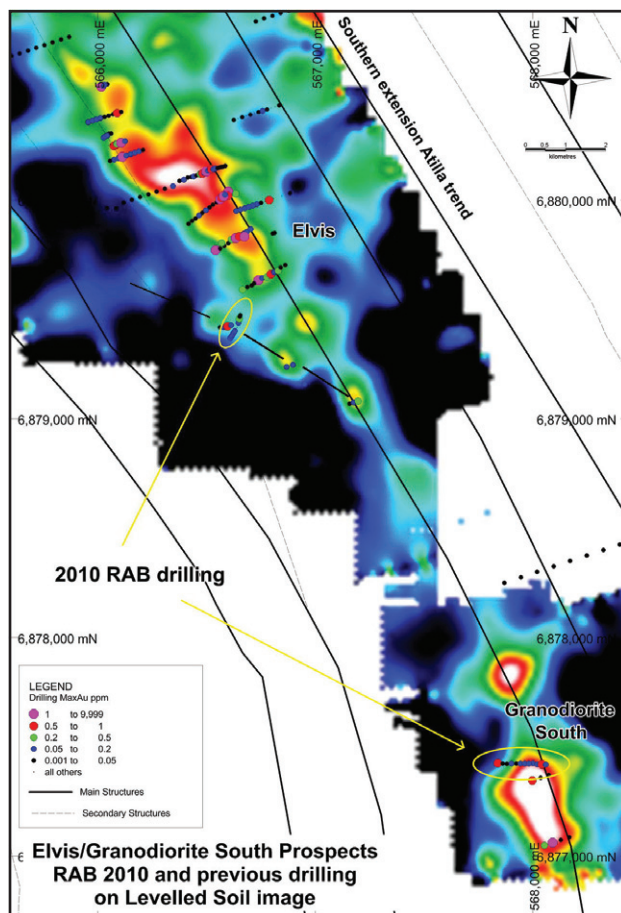 566,000 mE
567,000 mE
568,000 mE
N
0 0.5 1 2
kilometres
Southern extension Atilla trend
6,880,000 mN
Elvis
6,879,000 mN
6,879,000 mN
2010 RAB drilling
6,878,000 mN
6,878,000 mN
Granodiorite
South
LEGEND
Drilling MaxAu ppm
1 to 9,999
0.5 to 1
0.2 to 0.5
0.05 to 0.2
0.001 to 0.05
all others
Main Structures
Secondary Structures
6,877,000 mN
568,000 mE
Elvis/Granodiorite South Prospects
RAB 2010 and previous drilling
on Levelled Soil image